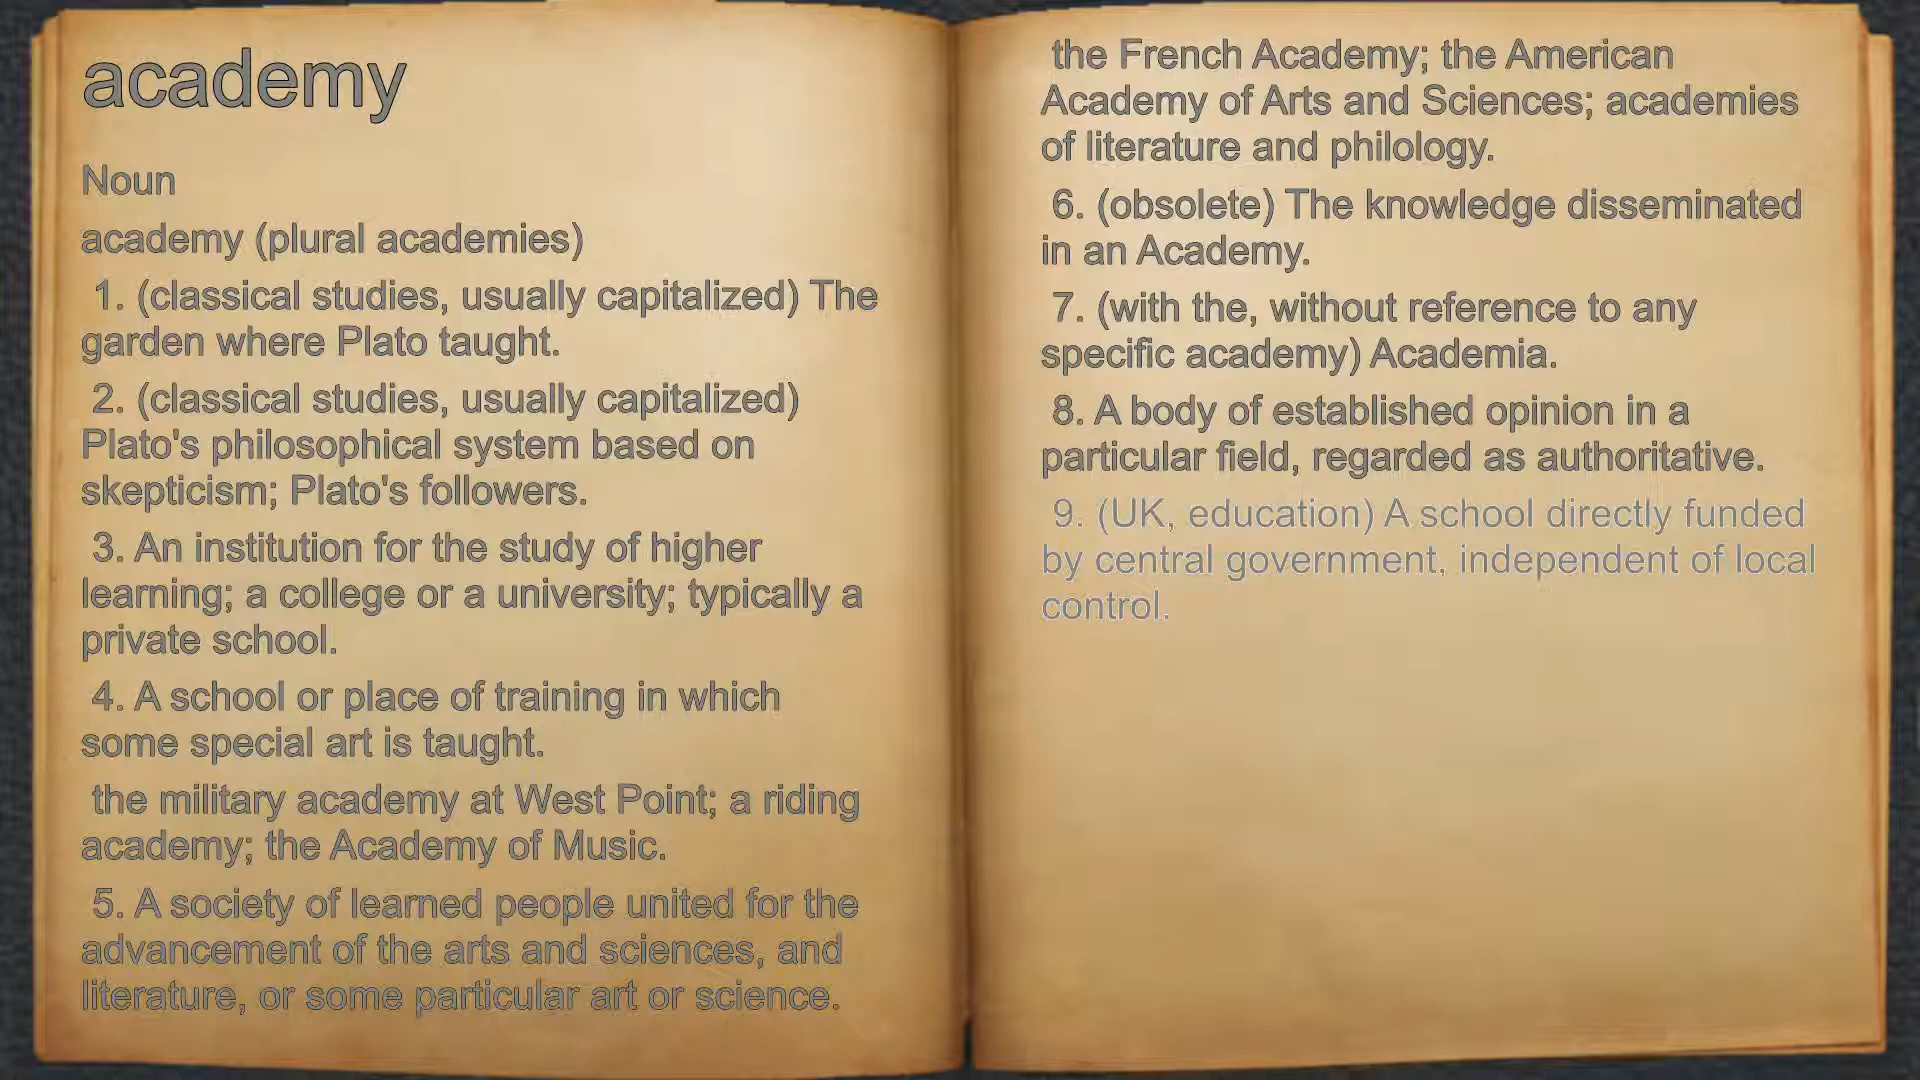 academy
Noun
academy (plural academies)
1. (classical studies, usually capitalized) The
garden where Plato taught.
2. (classical studies, usually capitalized)
Plato's philosophical system based on
skepticism; Plato's followers.
3. An institution for the study of higher
learning; a college or a university; typically a
private school.
4. A school or place of training in which
some special art is taught.
the military academy at West Point; a riding
academy; the Academy of Music.
5. A society of learned people united for the
advancement of the arts and sciences, and
literature, or some particular art or science.
the French Academy; the American
Academy of Arts and Sciences; academies
of literature and philology.
6. (obsolete) The knowledge disseminated
in an Academy.
7. (with the, without reference to any
specific academy) Academia.
8. A body of established opinion in a
particular field, regarded as authoritative.
9. (UK, education) A school directly funded
by central government, independent of local
control.